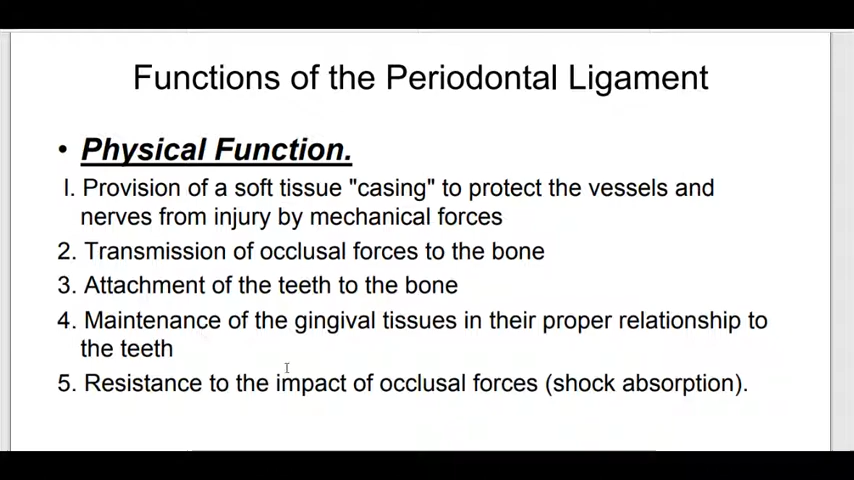 Functions of the Periodontal Ligament
• Physical Function.
I. Provision of a soft tissue "casing" to protect the vessels and
nerves from injury by mechanical forces
2. Transmission of occlusal forces to the bone
3. Attachment of the teeth to the bone
4. Maintenance of the gingival tissues in their proper relationship to
the teeth
5. Resistance to the impact of occlusal forces (shock absorption).